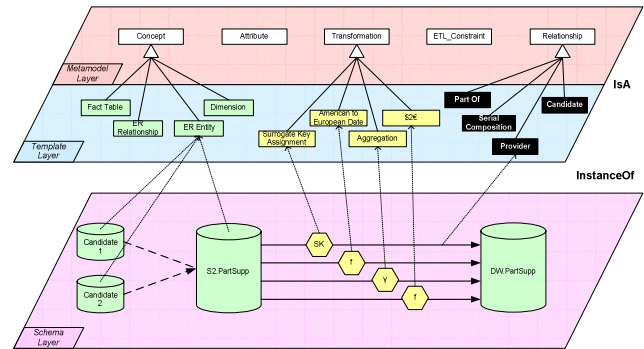 Concept
Attribute
Transformation
ETL_Constraint
Relationship
Metamodel
Layer
IsA
Fact Table
ER
Relationship
ER Entity
Dimension
Surrogate Key
Assignment
American to
European Date
Aggregation
$2€
Part Of
Serial
Composition
Provider
Candidate
Template
Layer
InstanceOf
Candidate
1
Candidate
2
S2.PartSupp
SK
f
γ
f
DW.PartSupp
Schema
Layer